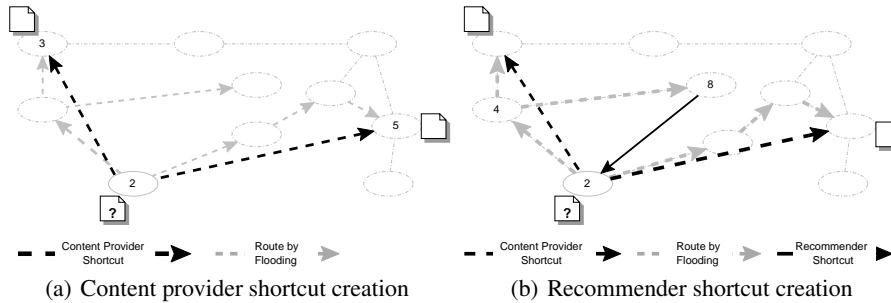 3
5
2
?
8
4
2
?
Content Provider
Shortcut
Route by
Flooding
Content Provider
Shortcut
Route by
Flooding
Recommender
Shortcut
(a) Content provider shortcut creation
(b) Recommender shortcut creation